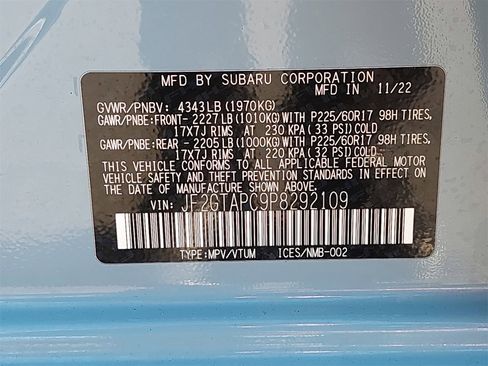 MFD BY SUBARU CORPORATION
MFD IN 11/22
GVWR/PNBV: 4343LB (1970KG)
GAWR/PNBE:FRONT- 2227LB (1010KG)WITH P225/60R17 98H TIRES,
17X7J RIMS AT 230 KPA (33 PSI)COLD
GAWR/PNBE:REAR - 2205LB (1000KG)WITH P225/60R17 98H TIRES,
17X7J RIMS AT 220 KPA (32 PSI)COLD
THIS VEHICLE CONFORMS TO ALL APPLICABLE FEDERAL MOTOR
VEHICLE SAFETY AND THEFT PREVENTION STANDARDS IN
EFFECT ON THE DATE OF MANUFACTURE SHOWN ABOVE.
VIN: JF2GTAPC9P8292109
TYPE:MPV/VTUM ICES/NMB-002